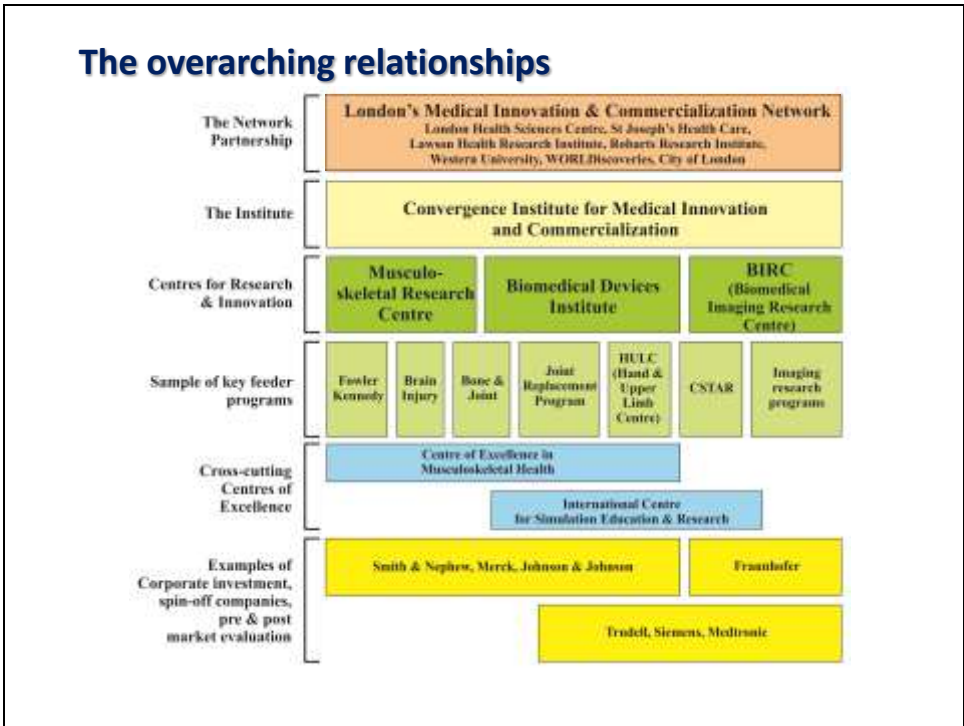 The overarching relationships
The Network
Partnership
London's Medical Innovation & Commercialization Network
London Health Sciences Centre, St Joseph's Health Care,
Lawson Health Research Institute, Robarts Research Institute,
Western University, WORLDiscoveries, City of London
The Institute
Convergence Institute for Medical Innovation
and Commercialization
Centres for Research
& Innovation
Musculo-
skeletal Research
Centre
Biomedical Devices
Institute
BIRC
(Biomedical
Imaging Research
Centre)
Sample of key feeder
programs
Fowler
Kennedy
Brain
Injury
Bone &
Joint
Joint
Replacement
Program
HULC
(Hand &
Upper
Limb
Centre)
CSTAR
Imaging
research
programs
Cross-cutting
Centres of
Excellence
Centre of Excellence in
Musculoskeletal Health
International Centre
for Simulation Education & Research
Examples of
Corporate investment,
spin-off companies,
pre & post
market evaluation
Smith & Nephew, Merck, Johnson & Johnson
Fraunhofer
Trudell, Siemens, Medtronic